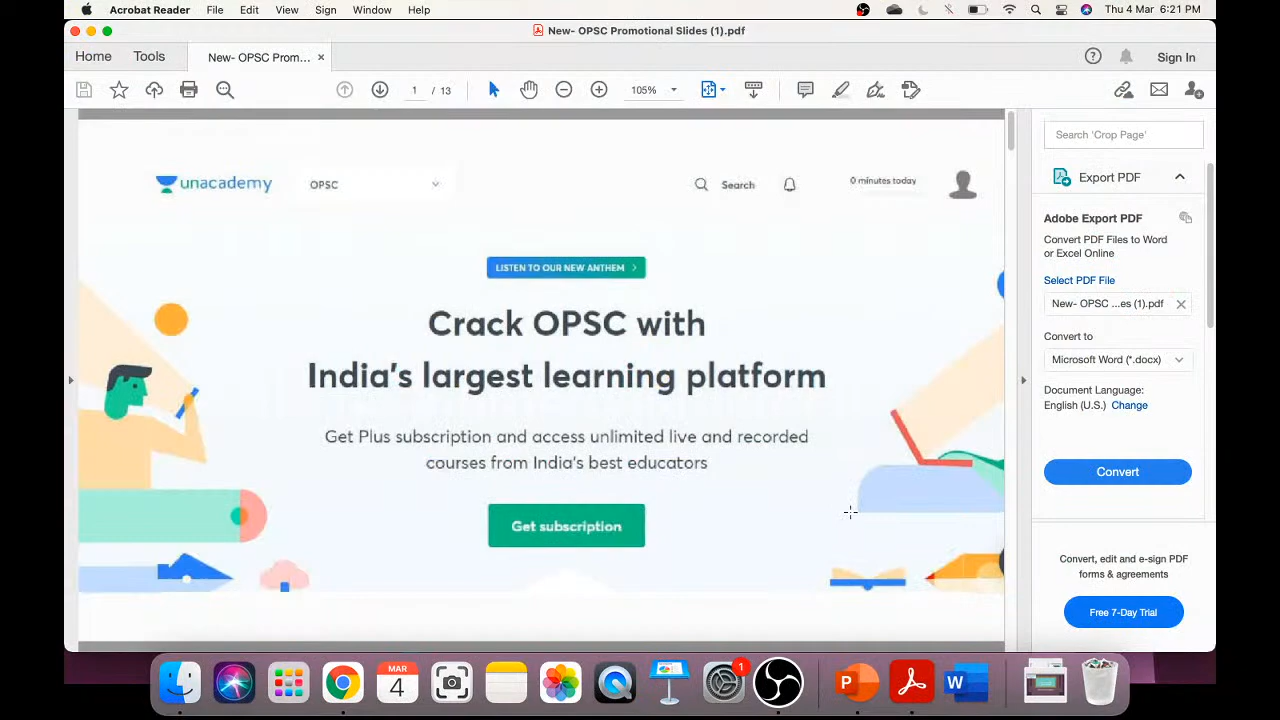 Acrobat Reader File Edit View Sign Window Help Thu 4 Mar 6:21 PM
New- OPSC Promotional Slides (1).pdf
Home Tools New- OPSC Prom... × Sign In
1 / 13 105%
Search 'Crop Page'
unacademy OPSC Search 0 minutes today
Export PDF
LISTEN TO OUR NEW ANTHEM >
Adobe Export PDF
Convert PDF Files to Word
or Excel Online
Crack OPSC with
India's largest learning platform
Select PDF File
New- OPSC ...es (1).pdf
Convert to
Microsoft Word (*.docx)
Document Language:
English (U.S.) Change
Get Plus subscription and access unlimited live and recorded
courses from India's best educators
Convert
Get subscription
Convert, edit and e-sign PDF
forms & agreements
Free 7-Day Trial
MAR
4
1
P
W